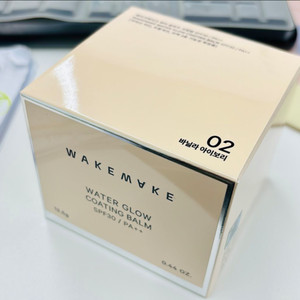 02
바닐라 아이보리
WAKEMAKE
WATER GLOW
COATING BALM
SPF30 / PA++
0.44 OZ.